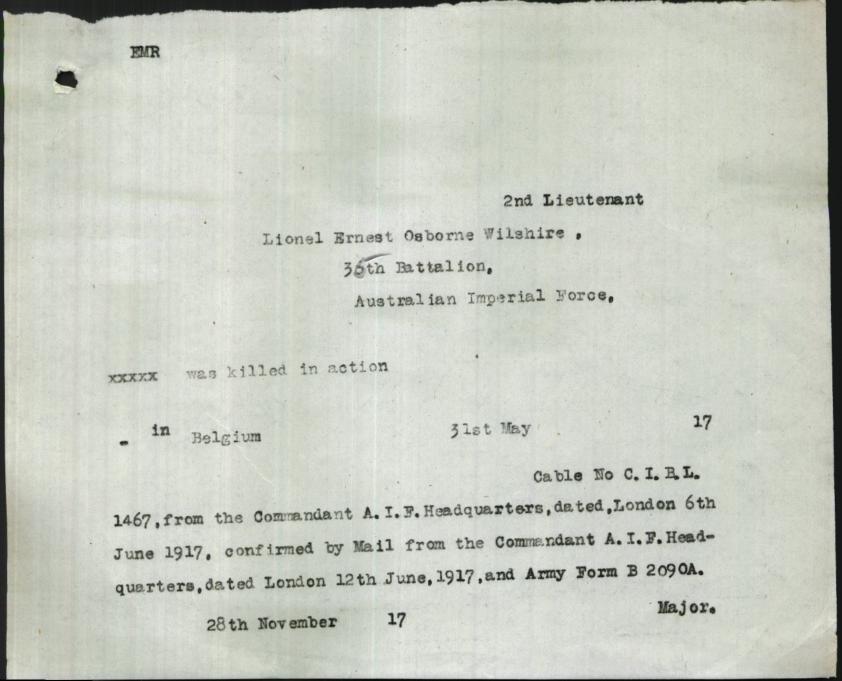 EMR
2nd Lieutenant
Lionel Ernest Osborne Wilshire .
36th Battalion,
Australian Imperial Force,
xxxxx was killed in action
- in Belgium 31st May 17
Cable No C.I.B.L.
1467,from the Commandant A.I.F.Headquarters,dated,London 6th
June 1917, confirmed by Mail from the Commandant A.I.F.Head-
quarters,dated London 12th June,1917,and Army Form B 2090A.
Major.
28th November 17